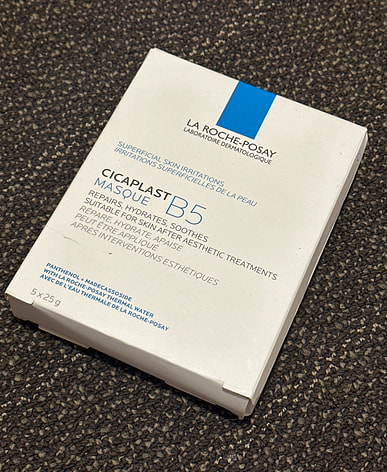 LA ROCHE-POSAY
LABORATOIRE DERMATOLOGIQUE
SUPERFICIAL SKIN IRRITATIONS
IRRITATIONS SUPERFICIELLES DE LA PEAU
CICAPLAST
MASQUE B5
REPAIRS, HYDRATES, SOOTHES
SUITABLE FOR SKIN AFTER AESTHETIC TREATMENTS
RÉPARE, HYDRATE, APAISE
PEUT ÊTRE APPLIQUÉ
APRÈS INTERVENTIONS ESTHÉTIQUES
PANTHENOL + MADECASSOSIDE
WITH LA ROCHE-POSAY THERMAL WATER
AVEC DE L'EAU THERMALE DE LA ROCHE-POSAY
5 x 25 g